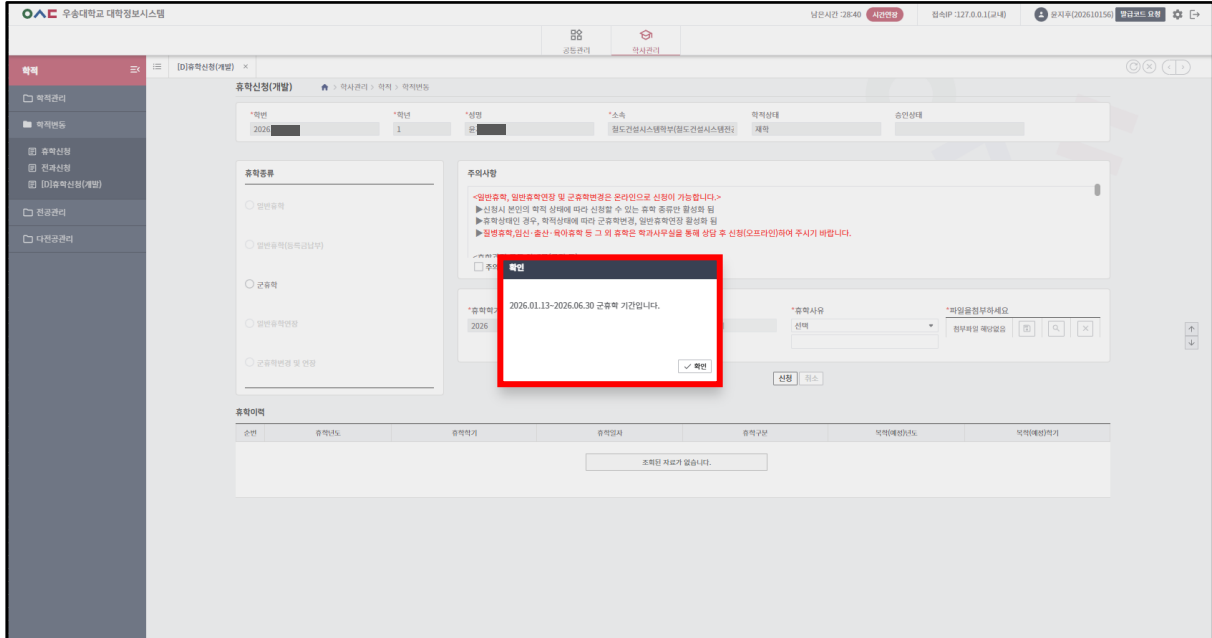 우송대학교 대학정보시스템
남은시간 :28:40 시간연장 접속IP :127.0.0.1(교내) 윤지우(202610156) 발급코드 요청
공통관리 학사관리
학적
[D]휴학신청(개발) ×
학적관리
학적변동
휴학신청
전과신청
[D]휴학신청(개발)
전공관리
다전공관리
휴학신청(개발) > 학사관리 > 학적 > 학적변동
*학번 *학년 *성명 *소속 학적상태 승인상태
2026 1 윤 철도건설시스템학부(철도건설시스템전공 재학
휴학종류
일반휴학
일반휴학(등록금납부)
군휴학
일반휴학연장
군휴학변경 및 연장
주의사항
<일반휴학, 일반휴학연장 및 군휴학변경은 온라인으로 신청이 가능합니다.>
▶신청시 본인의 학적 상태에 따라 신청할 수 있는 휴학 종류만 활성화 됨
▶휴학상태인 경우, 학적상태에 따라 군휴학변경, 일반휴학연장 활성화 됨
▶질병휴학,임신·출산·육아휴학 등 그 외 휴학은 학과사무실을 통해 상담 후 신청(오프라인)하여 주시기 바랍니다.
주의
확인
2026.01.13~2026.06.30 군휴학 기간입니다.
확인
*휴학학기 *휴학사유 *파일을첨부하세요
2026 선택 첨부파일 해당없음
신청 취소
휴학이력
순번 휴학년도 휴학학기 휴학일자 휴학구분 복학(예정)년도 복학(예정)학기
조회된 자료가 없습니다.